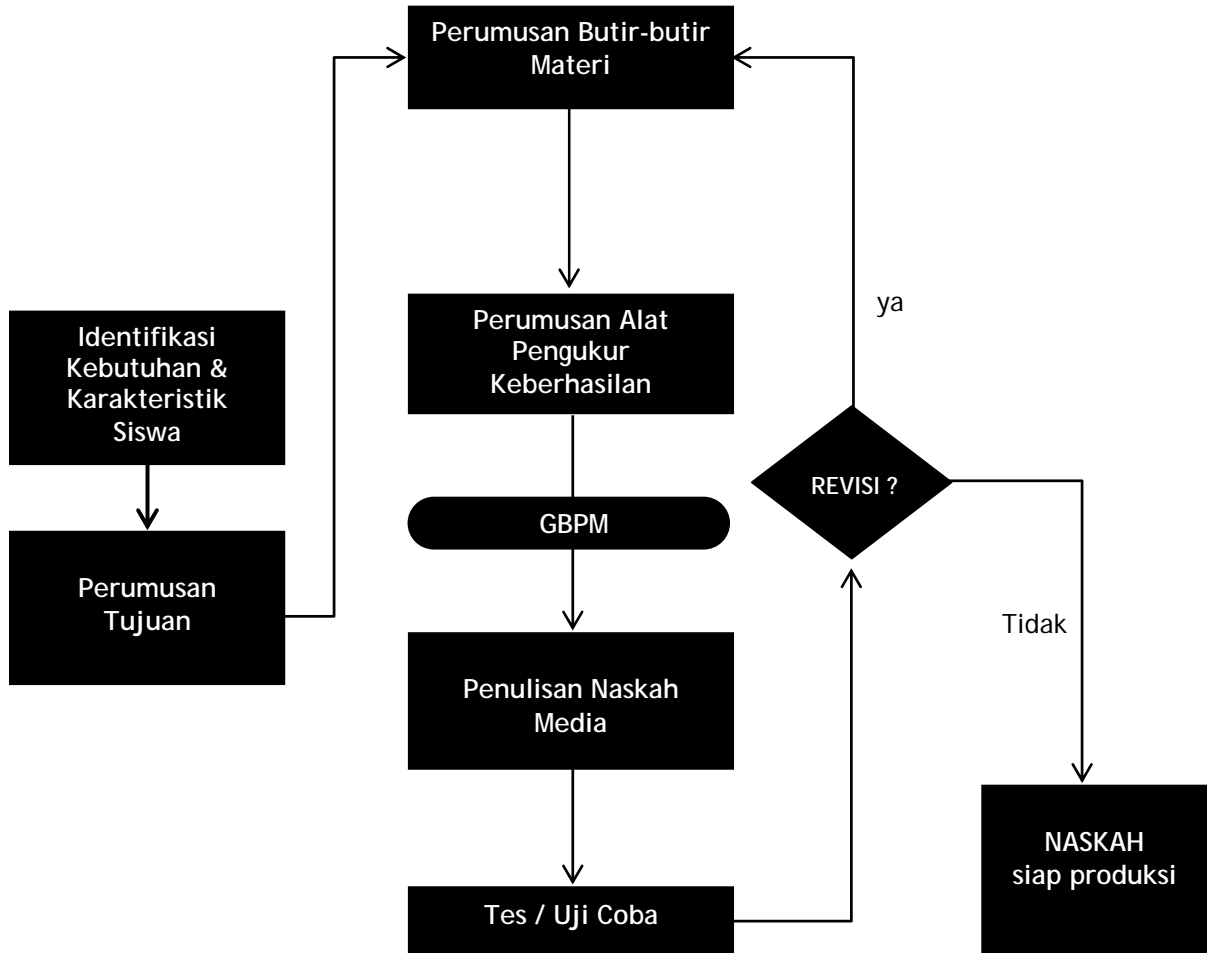 Perumusan Butir-butir
Materi
Identifikasi
Kebutuhan &
Karakteristik
Siswa
Perumusan
Tujuan
Perumusan Alat
Pengukur
Keberhasilan
GBPM
Penulisan Naskah
Media
Tes / Uji Coba
ya
REVISI ?
Tidak
NASKAH
siap produksi